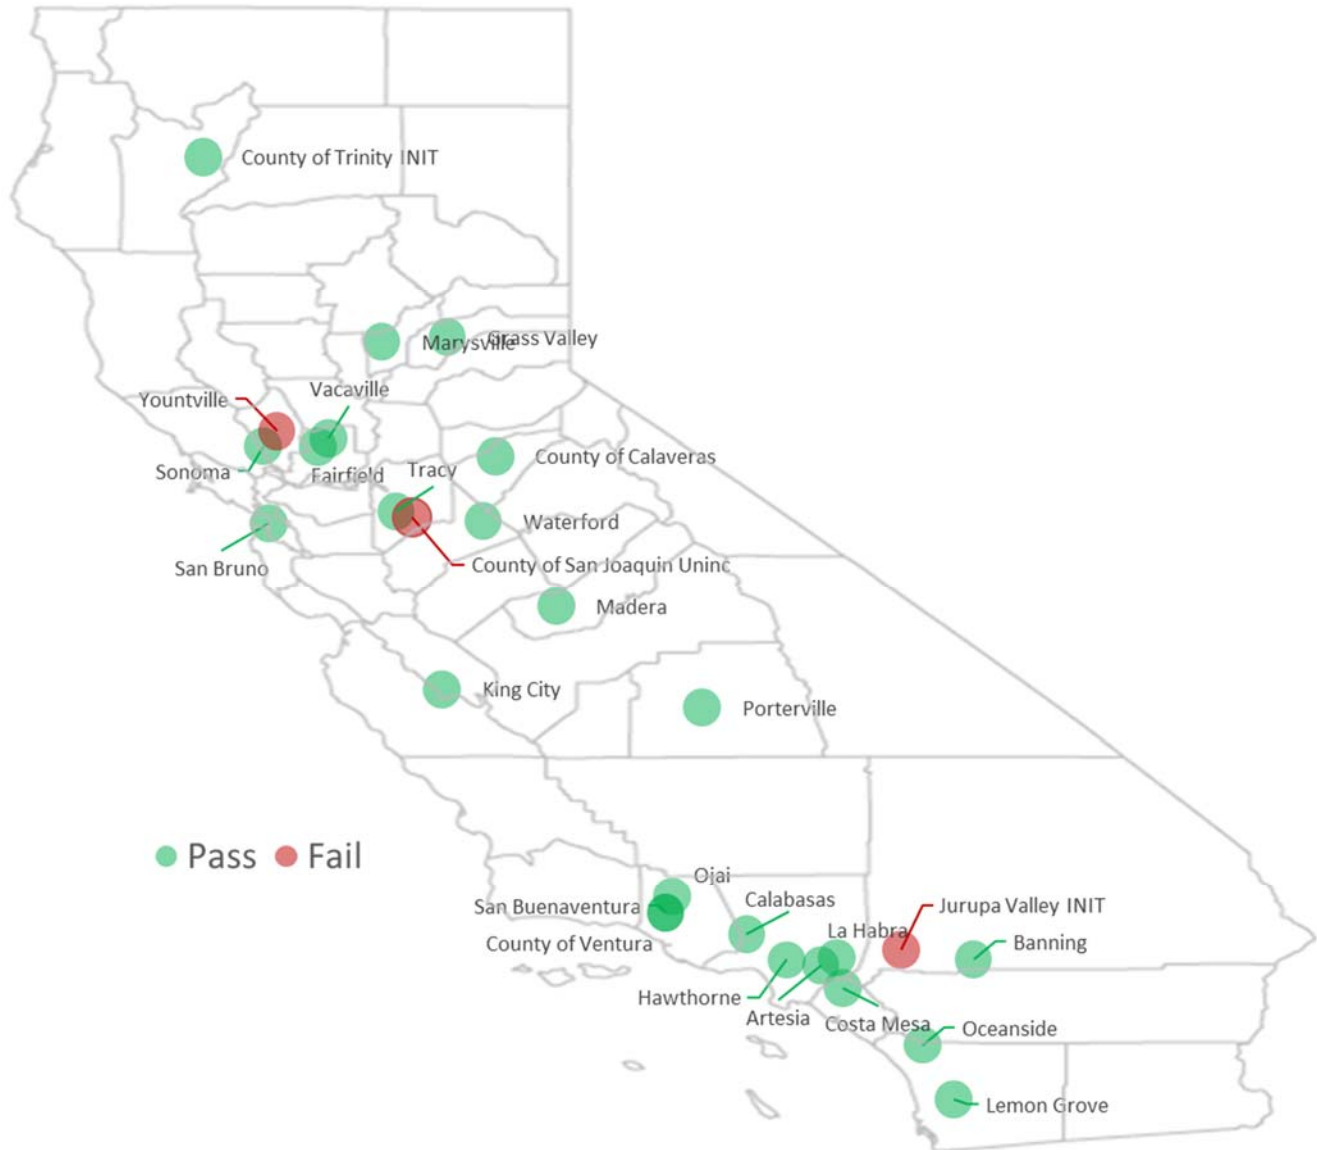 County of Trinity INIT
Marysville
Grass Valley
Vacaville
Yountville
Sonoma
Fairfield
Tracy
County of Calaveras
Waterford
San Bruno
County of San Joaquin Uninc
Madera
King City
Porterville
Pass
Fail
Ojai
San Buenaventura
County of Ventura
Calabasas
La Habra
Jurupa Valley INIT
Banning
Hawthorne
Artesia
Costa Mesa
Oceanside
Lemon Grove